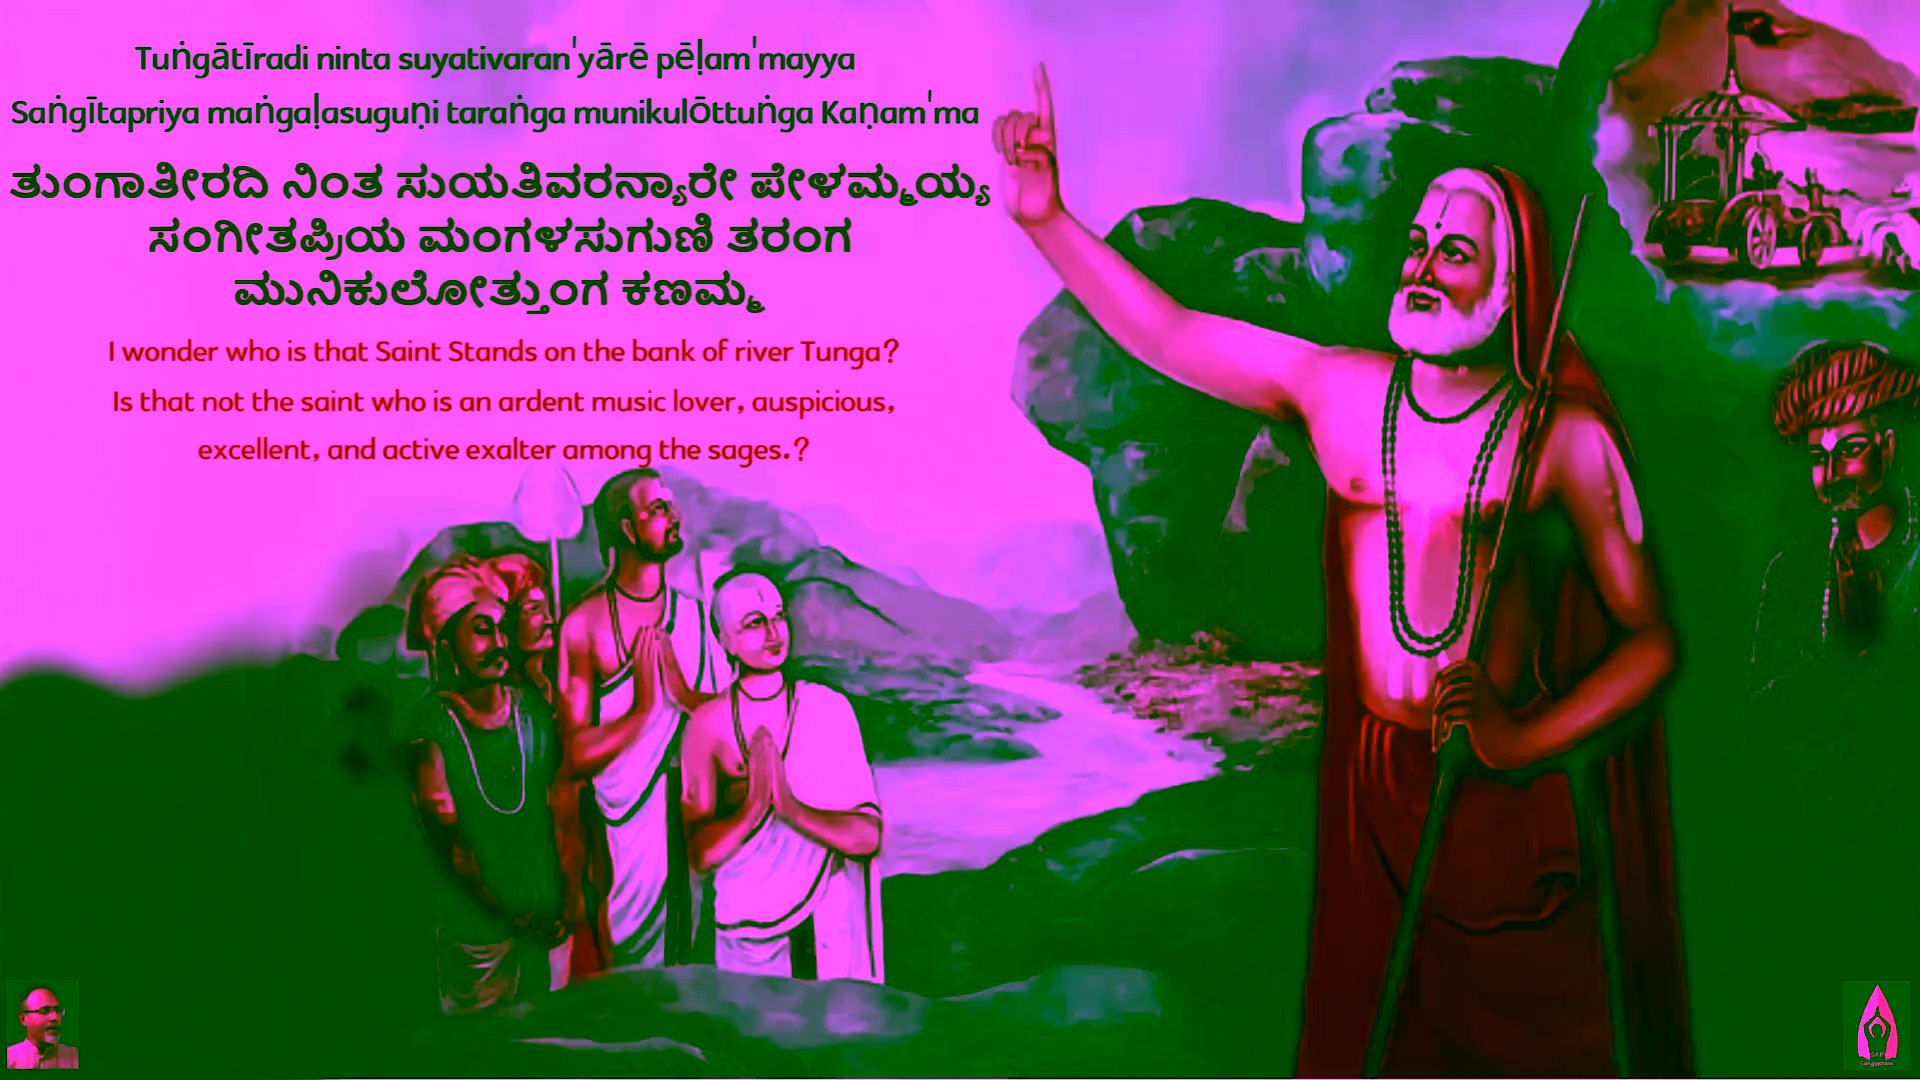 Tuṅgātīradi ninta suyativaran'yārē pēḷam'mayya
Saṅgītapriya maṅgaḷasuguṇi taraṅga munikulōttuṅga Kaṇam'ma
ತುಂಗಾತೀರದಿ ನಿಂತ ಸುಯತಿವರನ್ಯಾರೇ ಪೇಳಮ್ಮಯ್ಯ
ಸಂಗೀತಪ್ರಿಯ ಮಂಗಳಸುಗುಣಿ ತರಂಗ
ಮುನಿಕುಲೋತ್ತುಂಗ ಕಣಮ್ಮ
I wonder who is that Saint Stands on the bank of river Tunga?
Is that not the saint who is an ardent music lover, auspicious,
excellent, and active exalter among the sages.?
SAP
Sangeetam